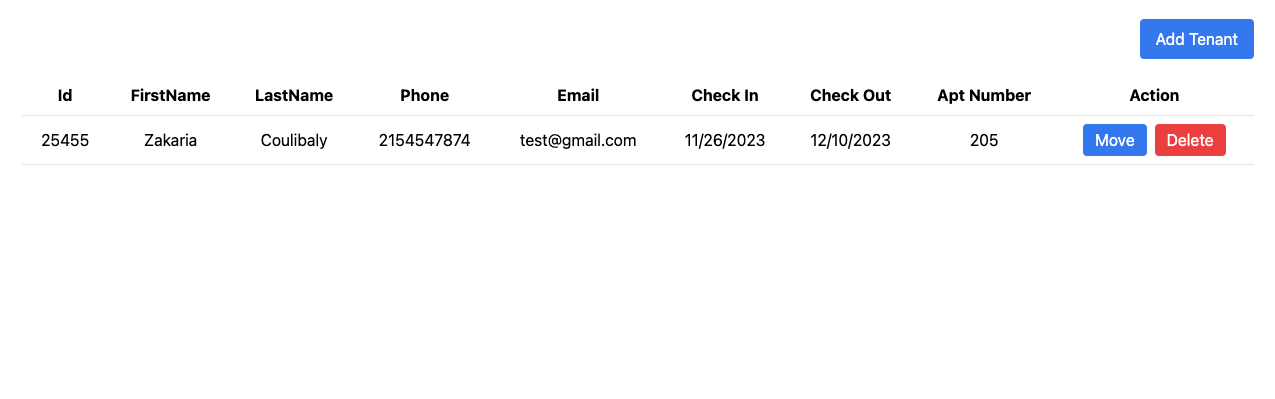 Add Tenant
Id FirstName LastName Phone Email Check In Check Out Apt Number Action
25455 Zakaria Coulibaly 2154547874 test@gmail.com 11/26/2023 12/10/2023 205 Move Delete